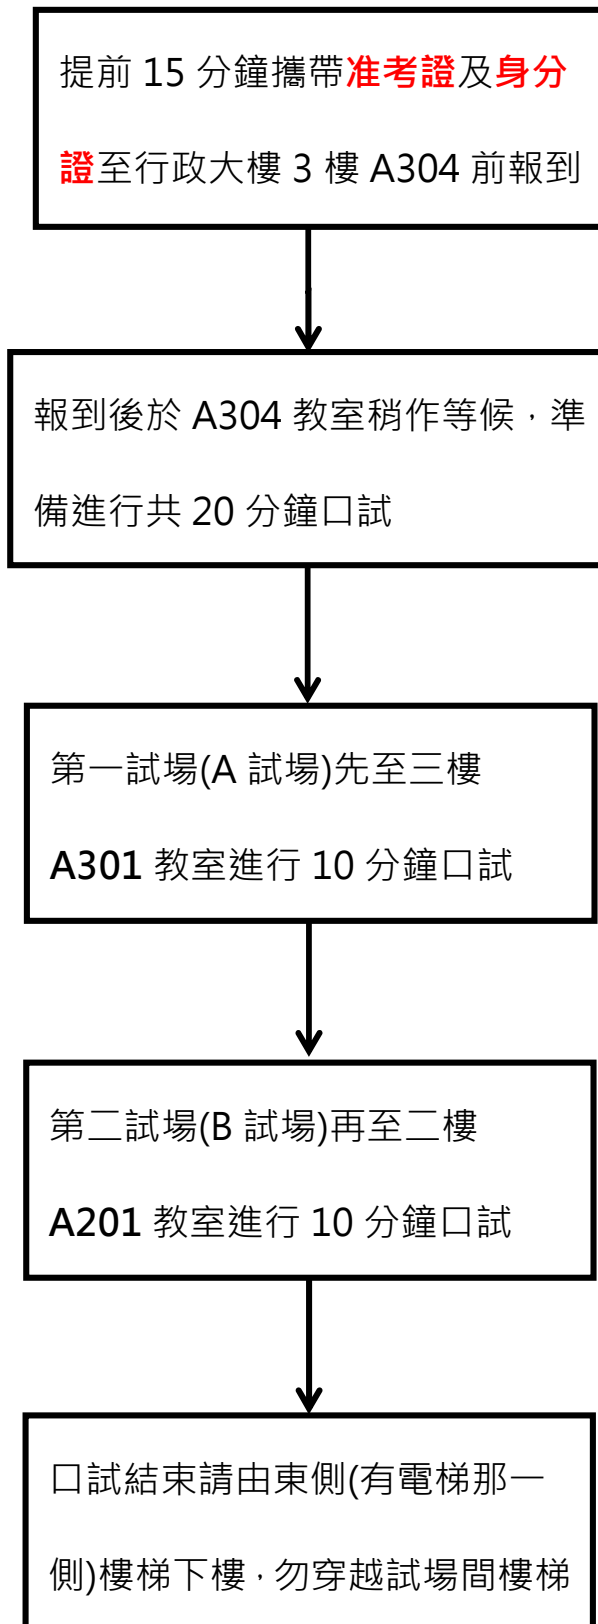 提前 15 分鐘攜帶准考證及身分
證至行政大樓 3 樓 A304 前報到
報到後於 A304 教室稍作等候，準
備進行共 20 分鐘口試
第一試場(A 試場)先至三樓
A301 教室進行 10 分鐘口試
第二試場(B 試場)再至二樓
A201 教室進行 10 分鐘口試
口試結束請由東側(有電梯那一
側)樓梯下樓，勿穿越試場間樓梯